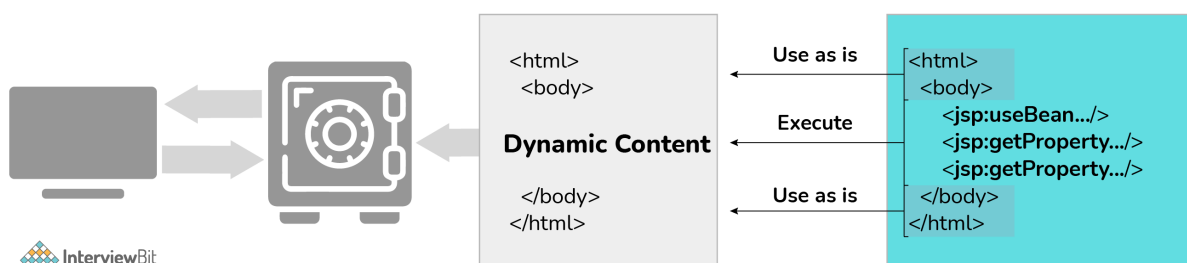 <html>
<body>
Dynamic Content
</body>
</html>
Use as is
Execute
Use as is
<html>
<body>
<jsp:useBean.../>
<jsp:getProperty.../>
<jsp:getProperty.../>
</body>
</html>
InterviewBit